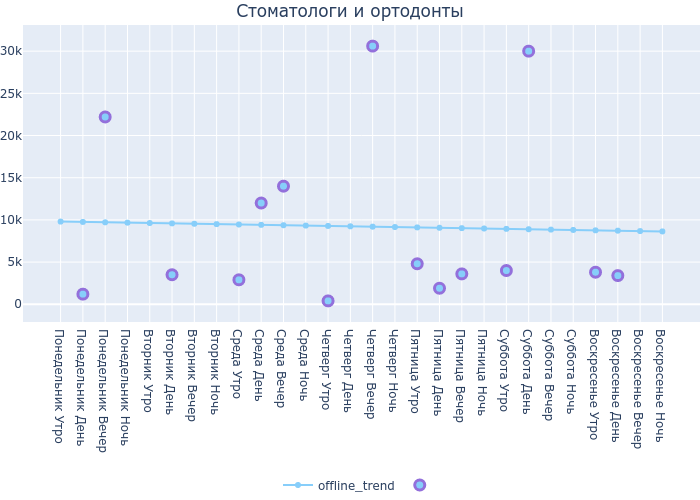 Стоматологи и ортодонты
30k
25k
20k
15k
10k
5k
0
Понедельник Утро
Понедельник День
Понедельник Вечер
Понедельник Ночь
Вторник Утро
Вторник День
Вторник Вечер
Вторник Ночь
Среда Утро
Среда День
Среда Вечер
Среда Ночь
Четверг Утро
Четверг День
Четверг Вечер
Четверг Ночь
Пятница Утро
Пятница День
Пятница Вечер
Пятница Ночь
Суббота Утро
Суббота День
Суббота Вечер
Суббота Ночь
Воскресенье Утро
Воскресенье День
Воскресенье Вечер
Воскресенье Ночь
offline_trend